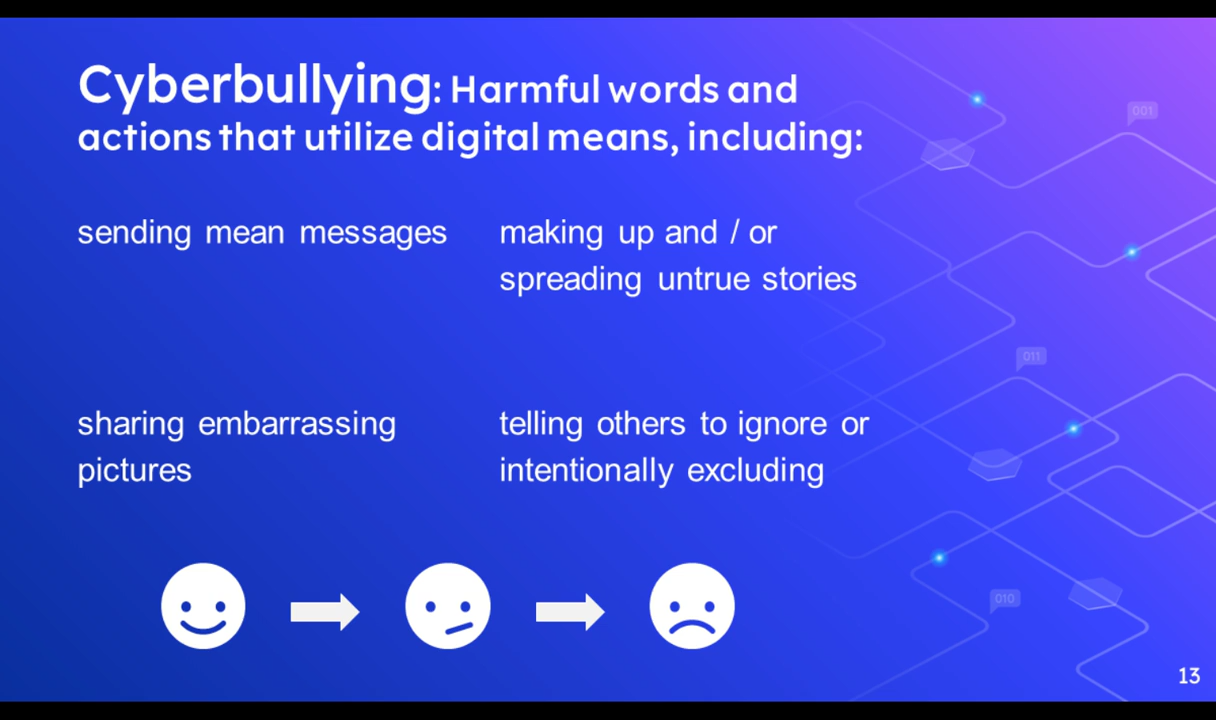 Cyberbullying: Harmful words and
actions that utilize digital means, including:
sending mean messages
making up and / or
spreading untrue stories
sharing embarrassing
pictures
telling others to ignore or
intentionally excluding
001
011
010
13